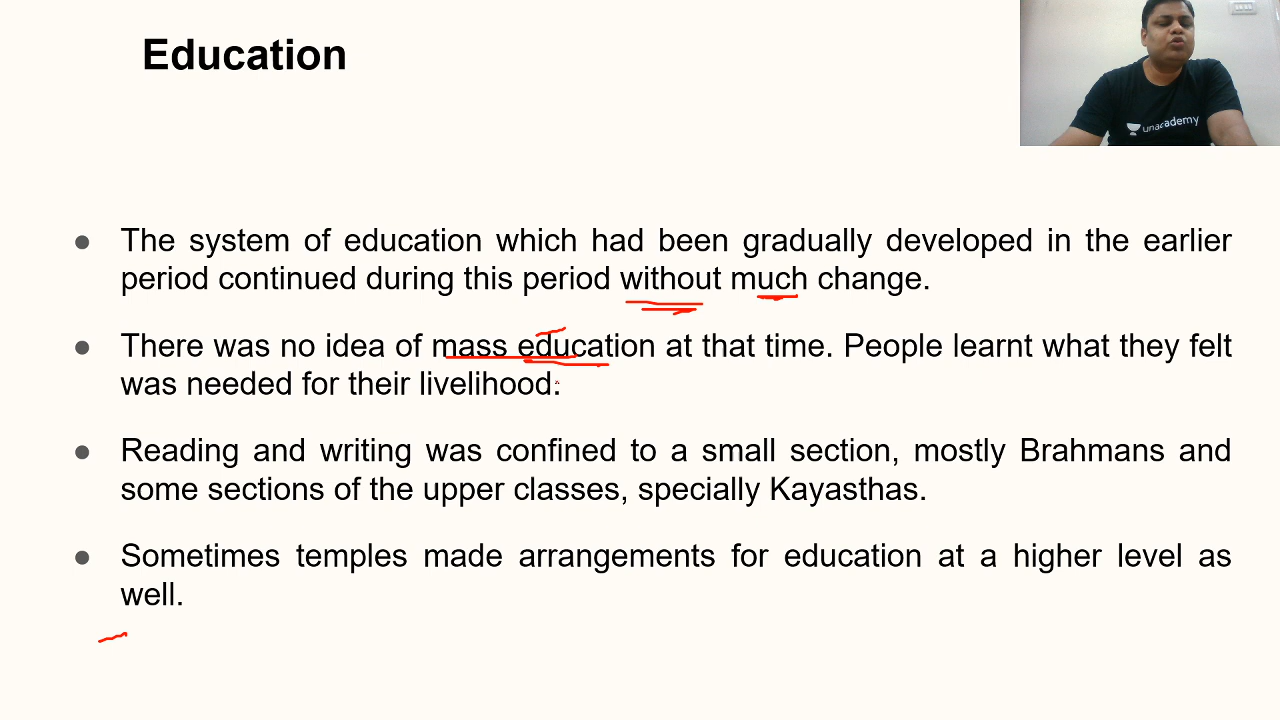 Education
unacademy
● The system of education which had been gradually developed in the earlier
period continued during this period without much change.
● There was no idea of mass education at that time. People learnt what they felt
was needed for their livelihood.
● Reading and writing was confined to a small section, mostly Brahmans and
some sections of the upper classes, specially Kayasthas.
● Sometimes temples made arrangements for education at a higher level as
well.